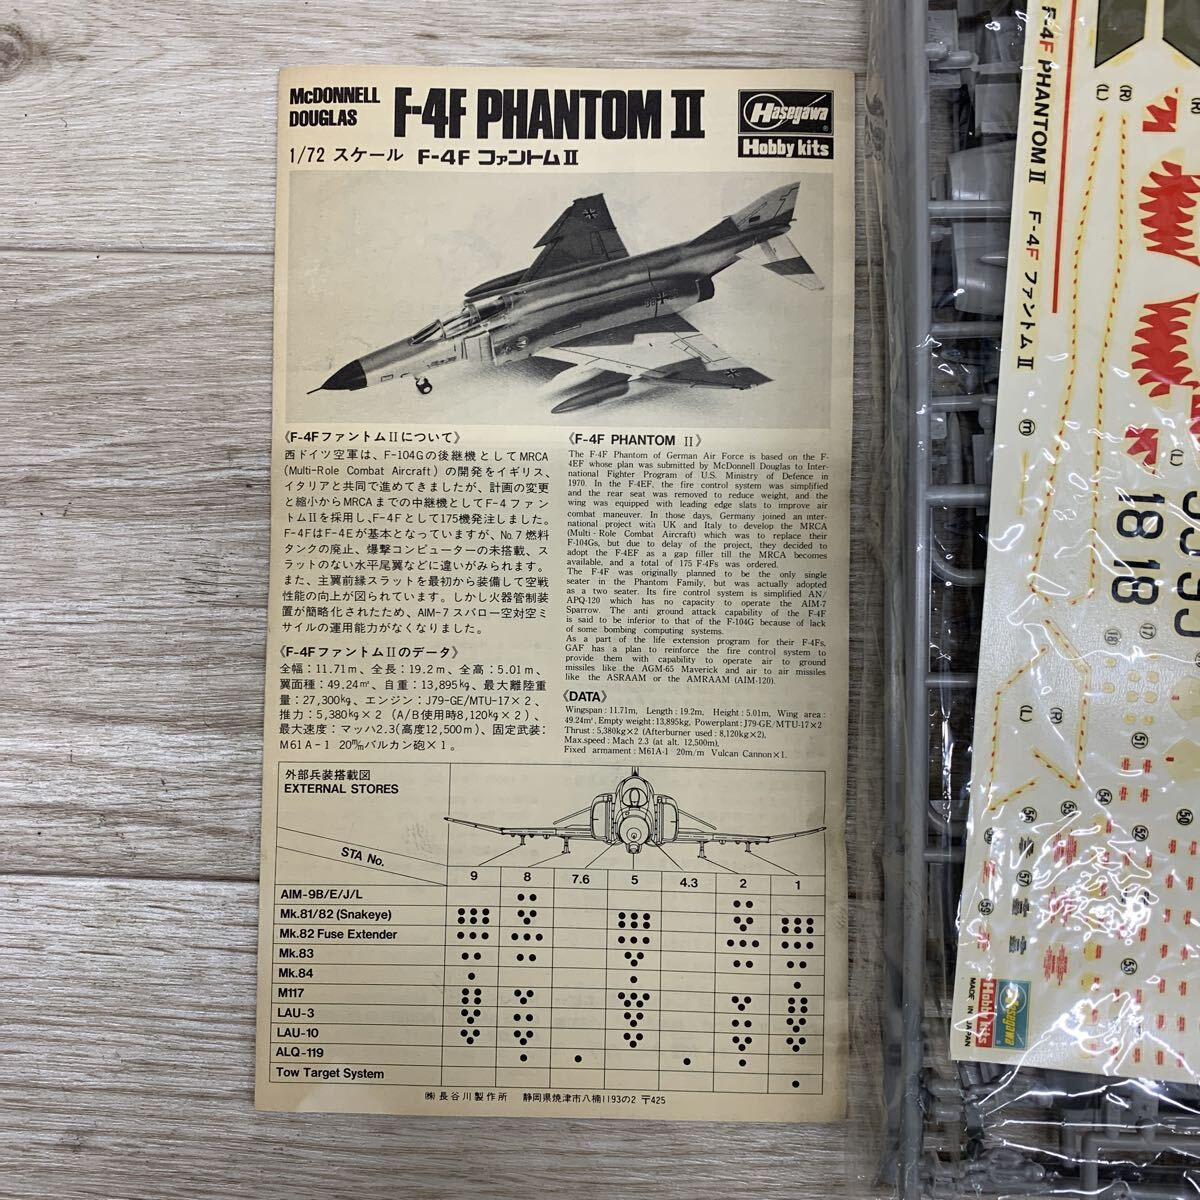 McDONNELL
DOUGLAS
F-4F PHANTOM II
Hasegawa
Hobby kits
1/72 スケール F-4F ファントムII
《F-4FファントムIIについて》
西ドイツ空軍は、F-104Gの後継機としてMRCA
(Multi-Role Combat Aircraft) の開発をイギリス、
イタリアと共同で進めてきましたが、計画の変更
と縮小からMRCAまでの中継機としてF-4ファン
トムIIを採用し、F-4Fとして175機発注しました。
F-4FはF-4Eが基本となっていますが、No.7燃料
タンクの廃止、爆撃コンピューターの未搭載、ス
ラットのない水平尾翼などに違いがみられます。
また、主翼前縁スラットを最初から装備して空戦
性能の向上が図られています。しかし火器管制装
置が簡略化されたため、AIM-7スパロー空対空ミ
サイルの運用能力がなくなりました。
《F-4FファントムIIのデータ》
全幅：11.71m、全長：19.2m、全高：5.01m、
翼面積：49.24㎡、自重：13,895kg、最大離陸重
量：27,300kg、エンジン：J79-GE/MTU-17×2、
推力：5,380kg×2（A/B使用時8,120kg×2）、
最大速度：マッハ2.3(高度12,500m)、固定武装：
M61A-1 20m/mバルカン砲×1。
《F-4F PHANTOM II》
The F-4F Phantom of German Air Force is based on the F-
4EF whose plan was submitted by McDonnell Douglas to Inter-
national Fighter Program of U.S. Ministry of Defence in
1970. In the F-4EF, the fire control system was simplified
and the rear seat was removed to reduce weight, and the
wing was equipped with leading edge slats to improve air
combat maneuver. In those days, Germany joined an inter-
national project with UK and Italy to develop the MRCA
(Multi-Role Combat Aircraft) which was to replace their
F-104Gs, but due to delay of the project, they decided to
adopt the F-4EF as a gap filler till the MRCA becomes
available, and a total of 175 F-4Fs was ordered.
The F-4F was originally planned to be the only single
seater in the Phantom Family, but was actually adopted
as a two seater. Its fire control system is simplified AN/
APQ-120 which has no capacity to operate the AIM-7
Sparrow. The anti ground attack capability of the F-4F
is said to be inferior to that of the F-104G because of lack
of some bombing computing systems.
As a part of the life extension program for their F-4Fs,
GAF has a plan to reinforce the fire control system to
provide them with capability to operate air to ground
missiles like the AGM-65 Maverick and air to air missiles
like the ASRAAM or the AMRAAM (AIM-120).
《DATA》
Wingspan : 11.71m, Length : 19.2m, Height : 5.01m, Wing area :
49.24㎡, Empty weight : 13,895kg, Powerplant : J79-GE/MTU-17×2
Thrust : 5,380kg×2 (Afterburner used : 8,120kg×2),
Max.speed : Mach 2.3 (at alt. 12,500m),
Fixed armament : M61A-1 20m/m Vulcan Cannon×1.
外部兵装搭載図
EXTERNAL STORES
STA No.
9 8 7.6 5 4.3 2 1
AIM-9B/E/J/L
Mk.81/82 (Snakeye)
Mk.82 Fuse Extender
Mk.83
Mk.84
M117
LAU-3
LAU-10
ALQ-119
Tow Target System
㈱長谷川製作所 静岡県焼津市八楠1193の2 〒425
F-4F PHANTOM II F-4F ファントムII
(L)
(R)
m
18 18
17
18
(L)
(R)
51
54
55
56
57
59
53
Hasegawa
Hobby kits
MADE IN JAPAN